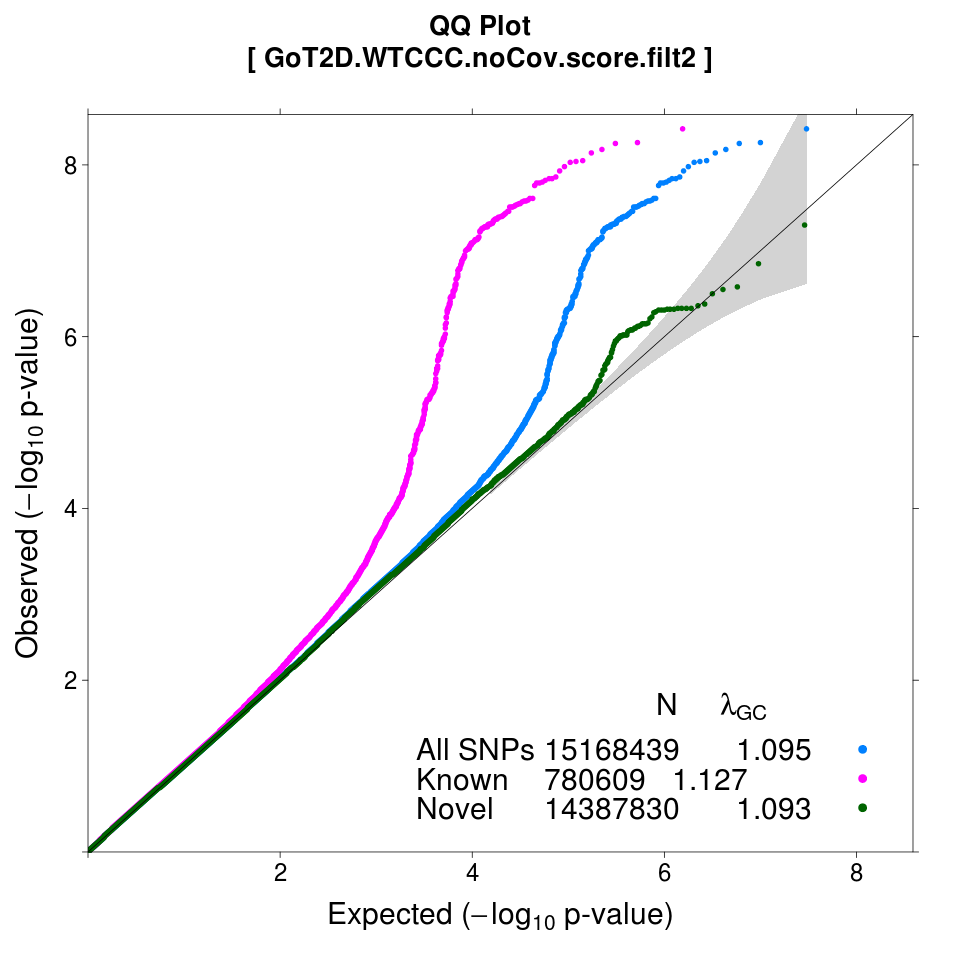 QQ Plot
[ GoT2D.WTCCC.noCov.score.filt2 ]
Observed (−log10 p-value)
8
6
4
2
N λGC
All SNPs 15168439 1.095
Known 780609 1.127
Novel 14387830 1.093
2 4 6 8
Expected (−log10 p-value)